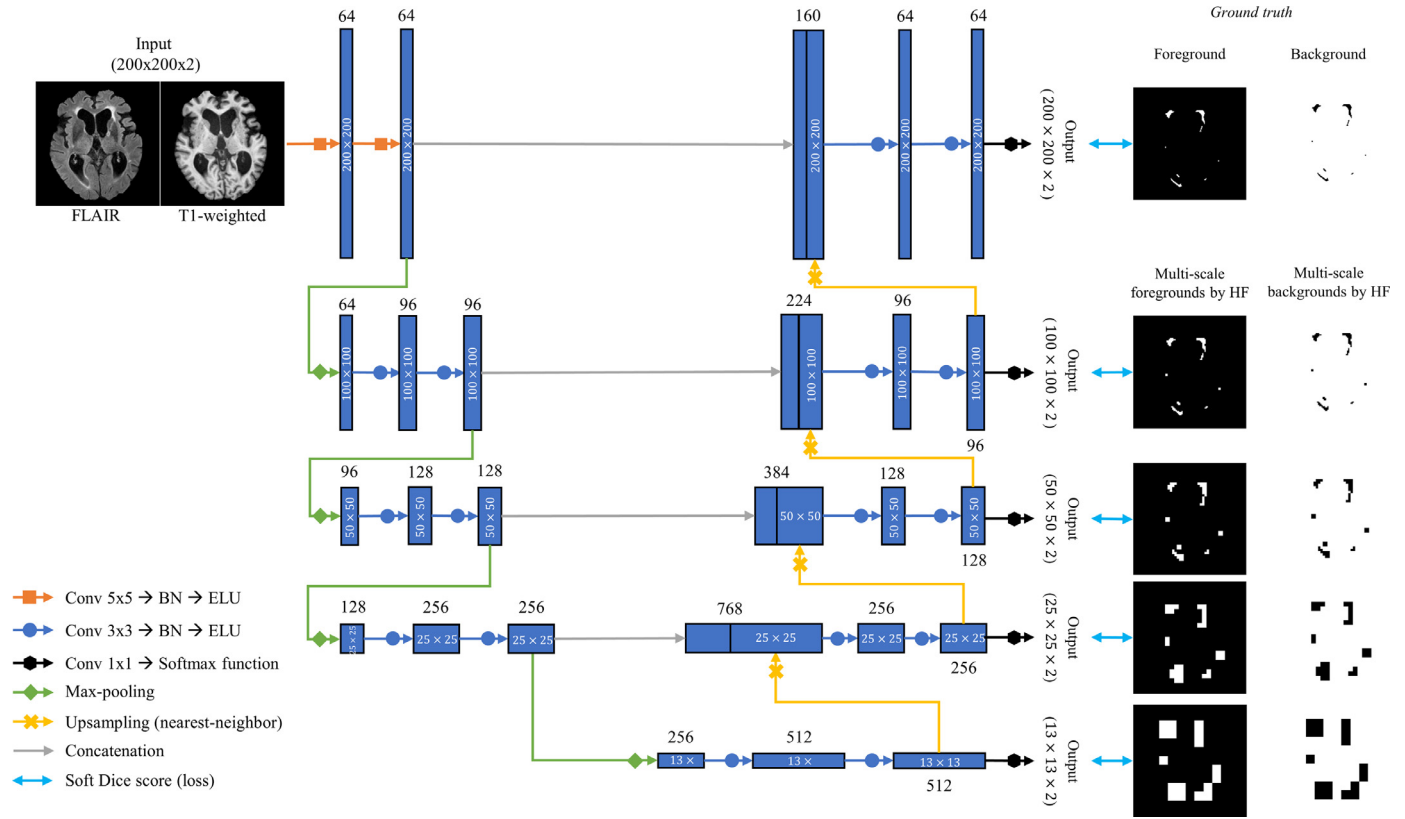 Input
(200x200x2)
FLAIR
T1-weighted
64
64
160
64
64
200 × 200
200 × 200
200 × 200
200 × 200
200 × 200
Output
(200 × 200 × 2)
Ground truth
Foreground
Background
64
96
96
224
96
100 × 100
100 × 100
100 × 100
100 × 100
100 × 100
100 × 100
96
Output
(100 × 100 × 2)
Multi-scale
foregrounds by HF
Multi-scale
backgrounds by HF
96
128
128
384
128
50 × 50
50 × 50
50 × 50
50 × 50
50 × 50
50 × 50
128
Output
(50 × 50 × 2)
128
256
256
768
256
25 × 25
25 × 25
25 × 25
25 × 25
25 × 25
25 × 25
256
Output
(25 × 25 × 2)
256
512
13 ×
13 ×
13 × 13
512
Output
(13 × 13 × 2)
Conv 5x5 → BN → ELU
Conv 3x3 → BN → ELU
Conv 1x1 → Softmax function
Max-pooling
Upsampling (nearest-neighbor)
Concatenation
Soft Dice score (loss)